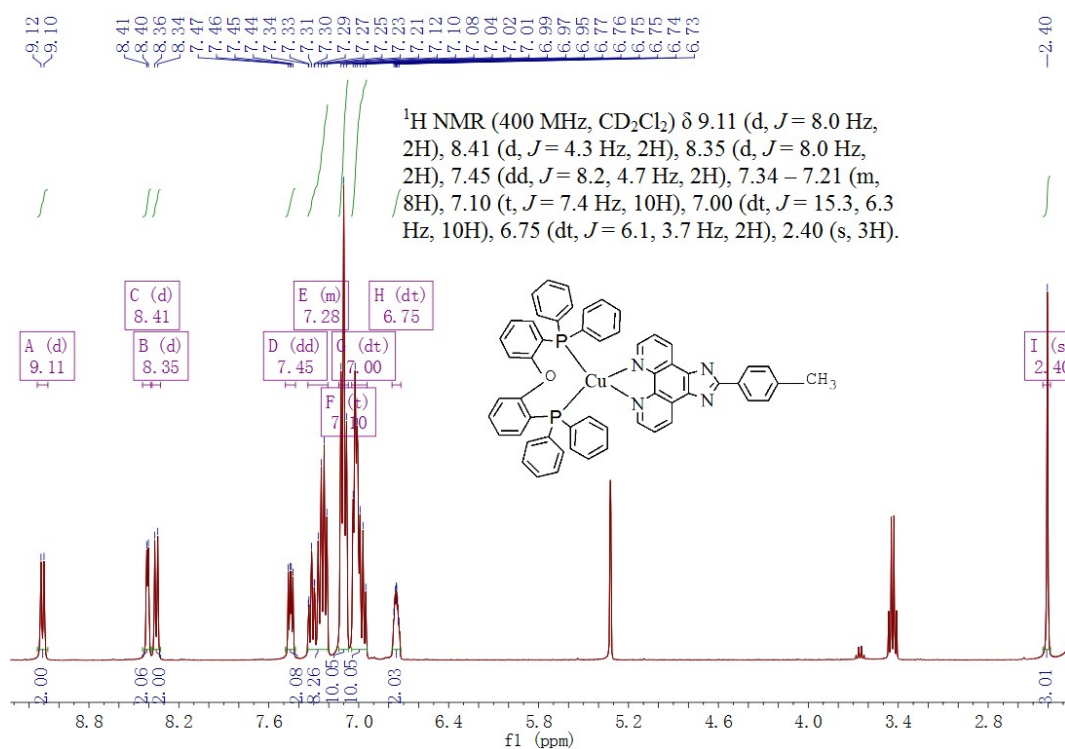 9.12
9.10
8.41
8.40
8.36
8.34
7.47
7.46
7.45
7.44
7.34
7.33
7.31
7.30
7.29
7.27
7.25
7.23
7.21
7.12
7.10
7.08
7.04
7.02
7.01
6.99
6.97
6.95
6.77
6.76
6.75
6.75
6.74
6.73
2.40
¹H NMR (400 MHz, CD₂Cl₂) δ 9.11 (d, J = 8.0 Hz,
2H), 8.41 (d, J = 4.3 Hz, 2H), 8.35 (d, J = 8.0 Hz,
2H), 7.45 (dd, J = 8.2, 4.7 Hz, 2H), 7.34 – 7.21 (m,
8H), 7.10 (t, J = 7.4 Hz, 10H), 7.00 (dt, J = 15.3, 6.3
Hz, 10H), 6.75 (dt, J = 6.1, 3.7 Hz, 2H), 2.40 (s, 3H).
C (d)
8.41
E (m)
7.28
H (dt)
6.75
A (d)
9.11
B (d)
8.35
D (dd)
7.45
G (dt)
7.00
I (s
2.40
F (t)
7.10
P
O
Cu
P
N
N
N
N
CH₃
2.00
2.06
2.00
2.08
8.26
10.05
10.05
2.03
3.01
8.8 8.2 7.6 7.0 6.4 5.8 5.2 4.6 4.0 3.4 2.8
f1 (ppm)